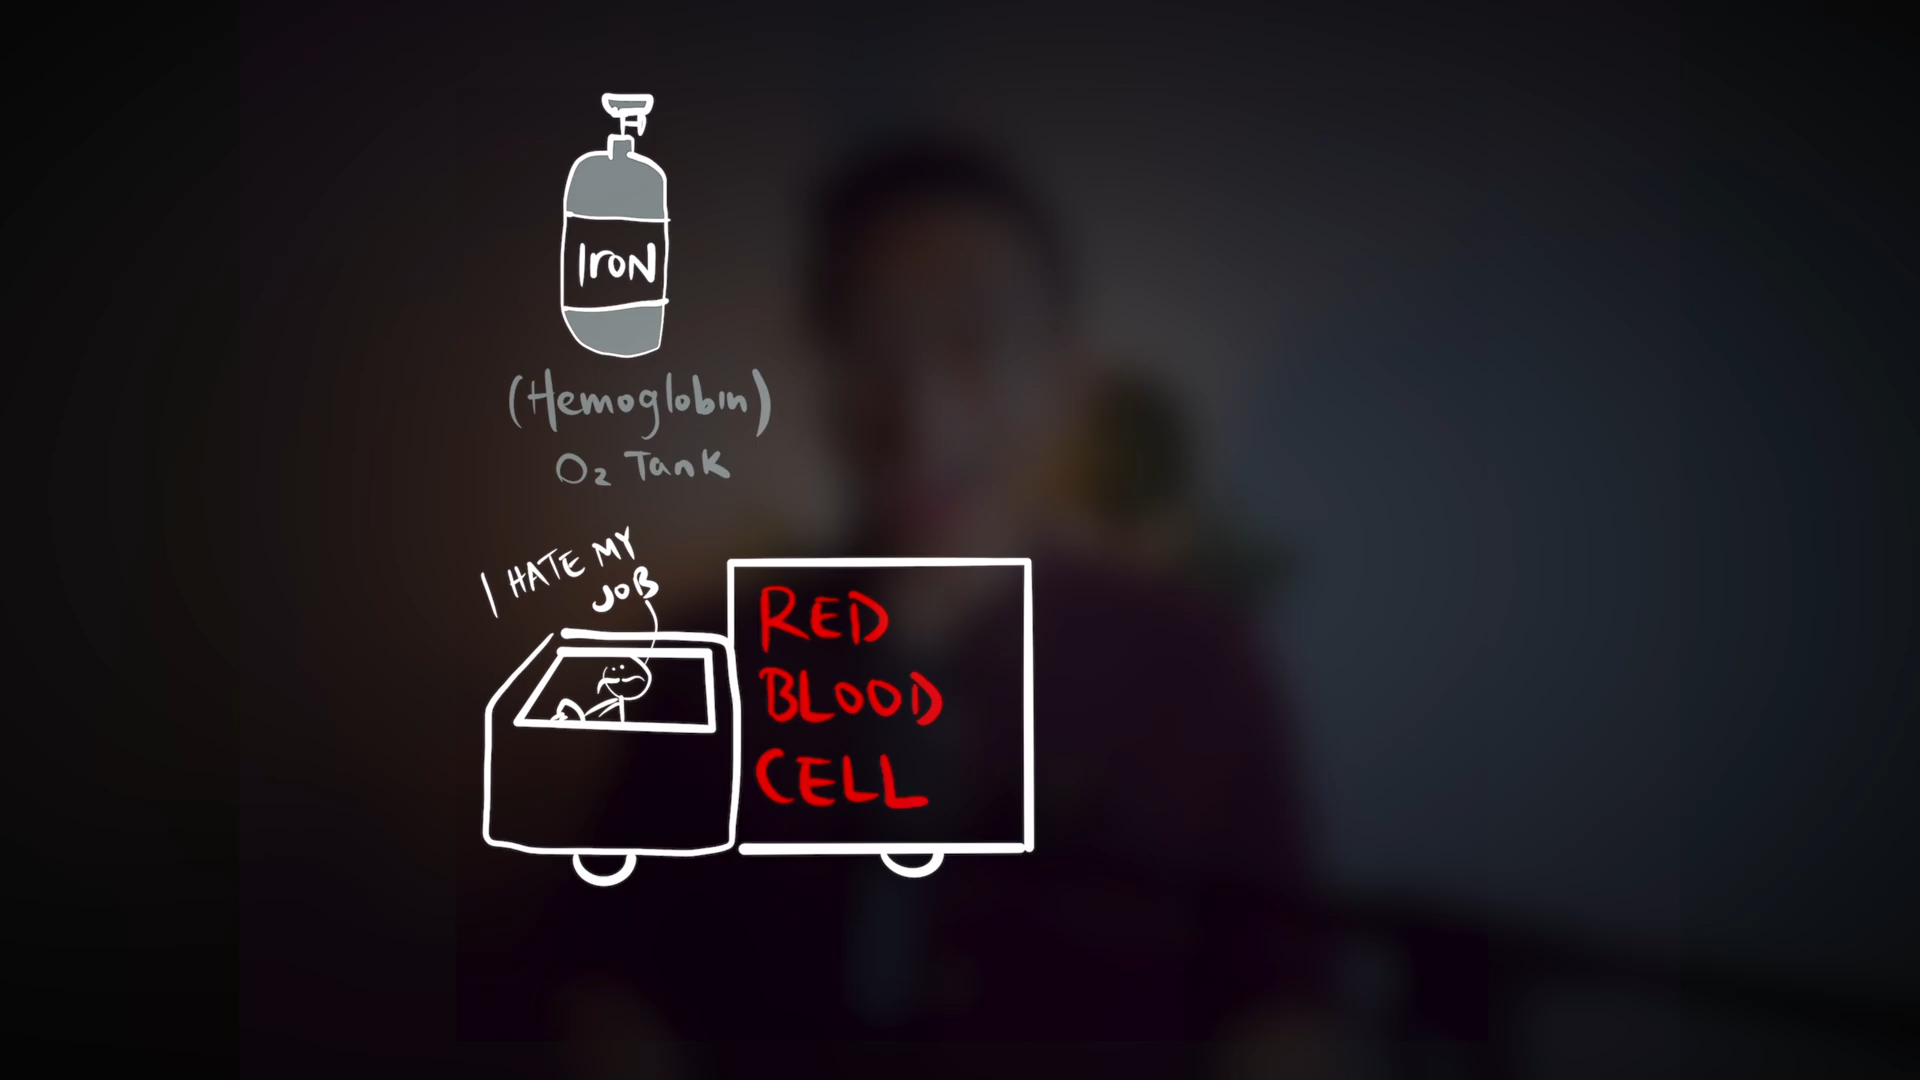 IroN
(Hemoglobin)
O₂ Tank
I HATE MY
JOB
RED
BLOOD
CELL